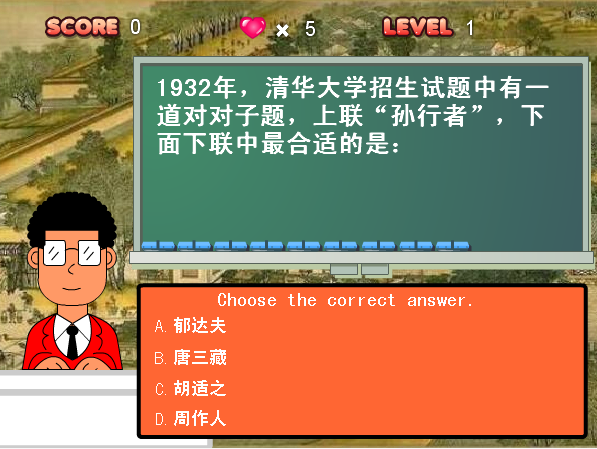 SCORE 0 × 5 LEVEL 1
1932年，清华大学招生试题中有一
道对对子题，上联“孙行者”，下
面下联中最合适的是：
Choose the correct answer.
A. 郁达夫
B. 唐三藏
C. 胡适之
D. 周作人